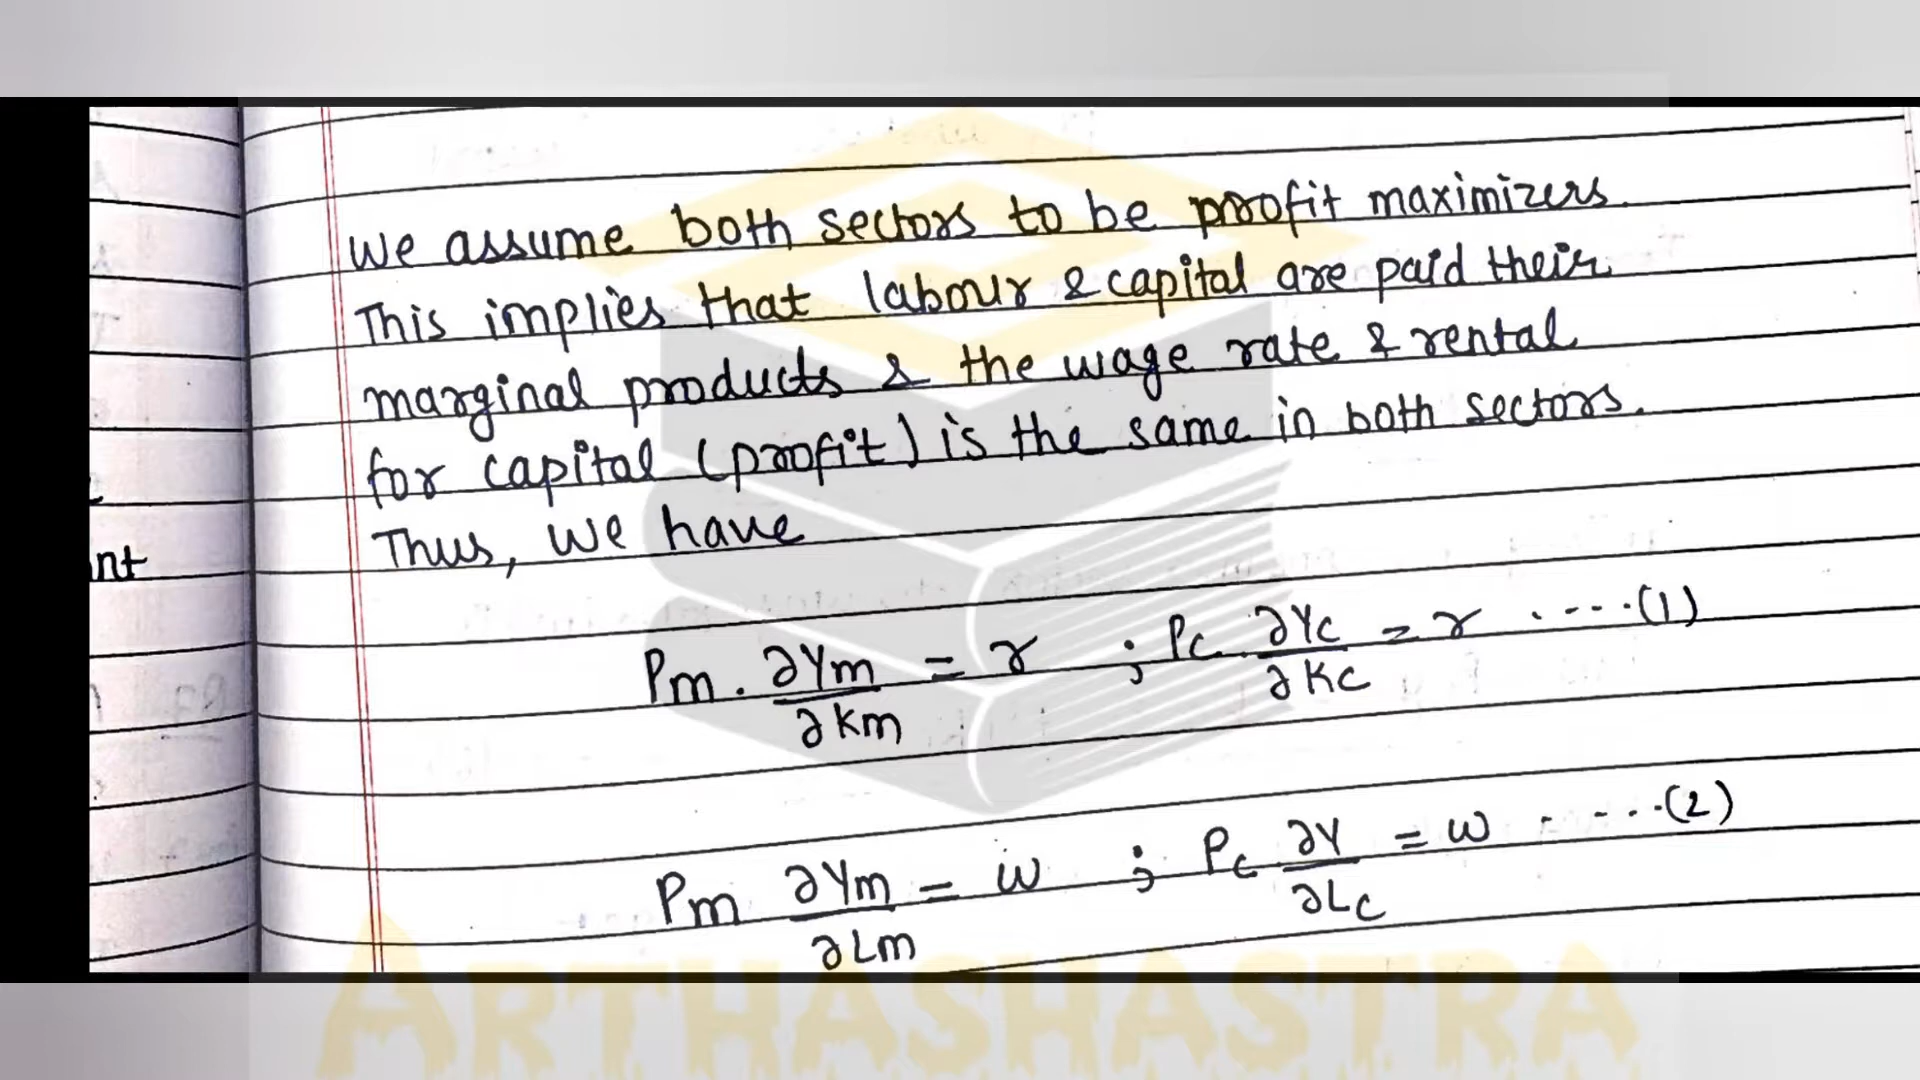 We assume both sectors to be profit maximizers.
This implies that labour & capital are paid their
marginal products & the wage rate & rental
for capital (profit) is the same in both sectors.
Thus, we have
nt
Pm . ∂Ym/∂Km = r ; Pc . ∂Yc/∂Kc = r . ....(1)
Pm ∂Ym/∂Lm = w ; Pc ∂Y/∂Lc = w . ....(2)
ARTHASHASTRA